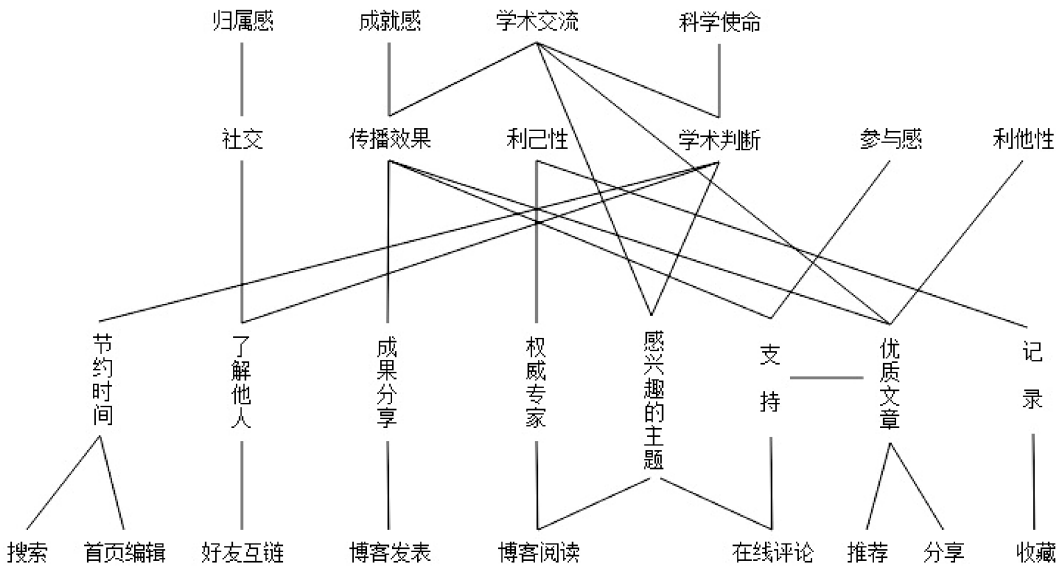 归属感
成就感
学术交流
科学使命
社交
传播效果
利己性
学术判断
参与感
利他性
节约时间
了解他人
成果分享
权威专家
感兴趣的主题
支持
优质文章
记录
搜索
首页编辑
好友互链
博客发表
博客阅读
在线评论
推荐
分享
收藏